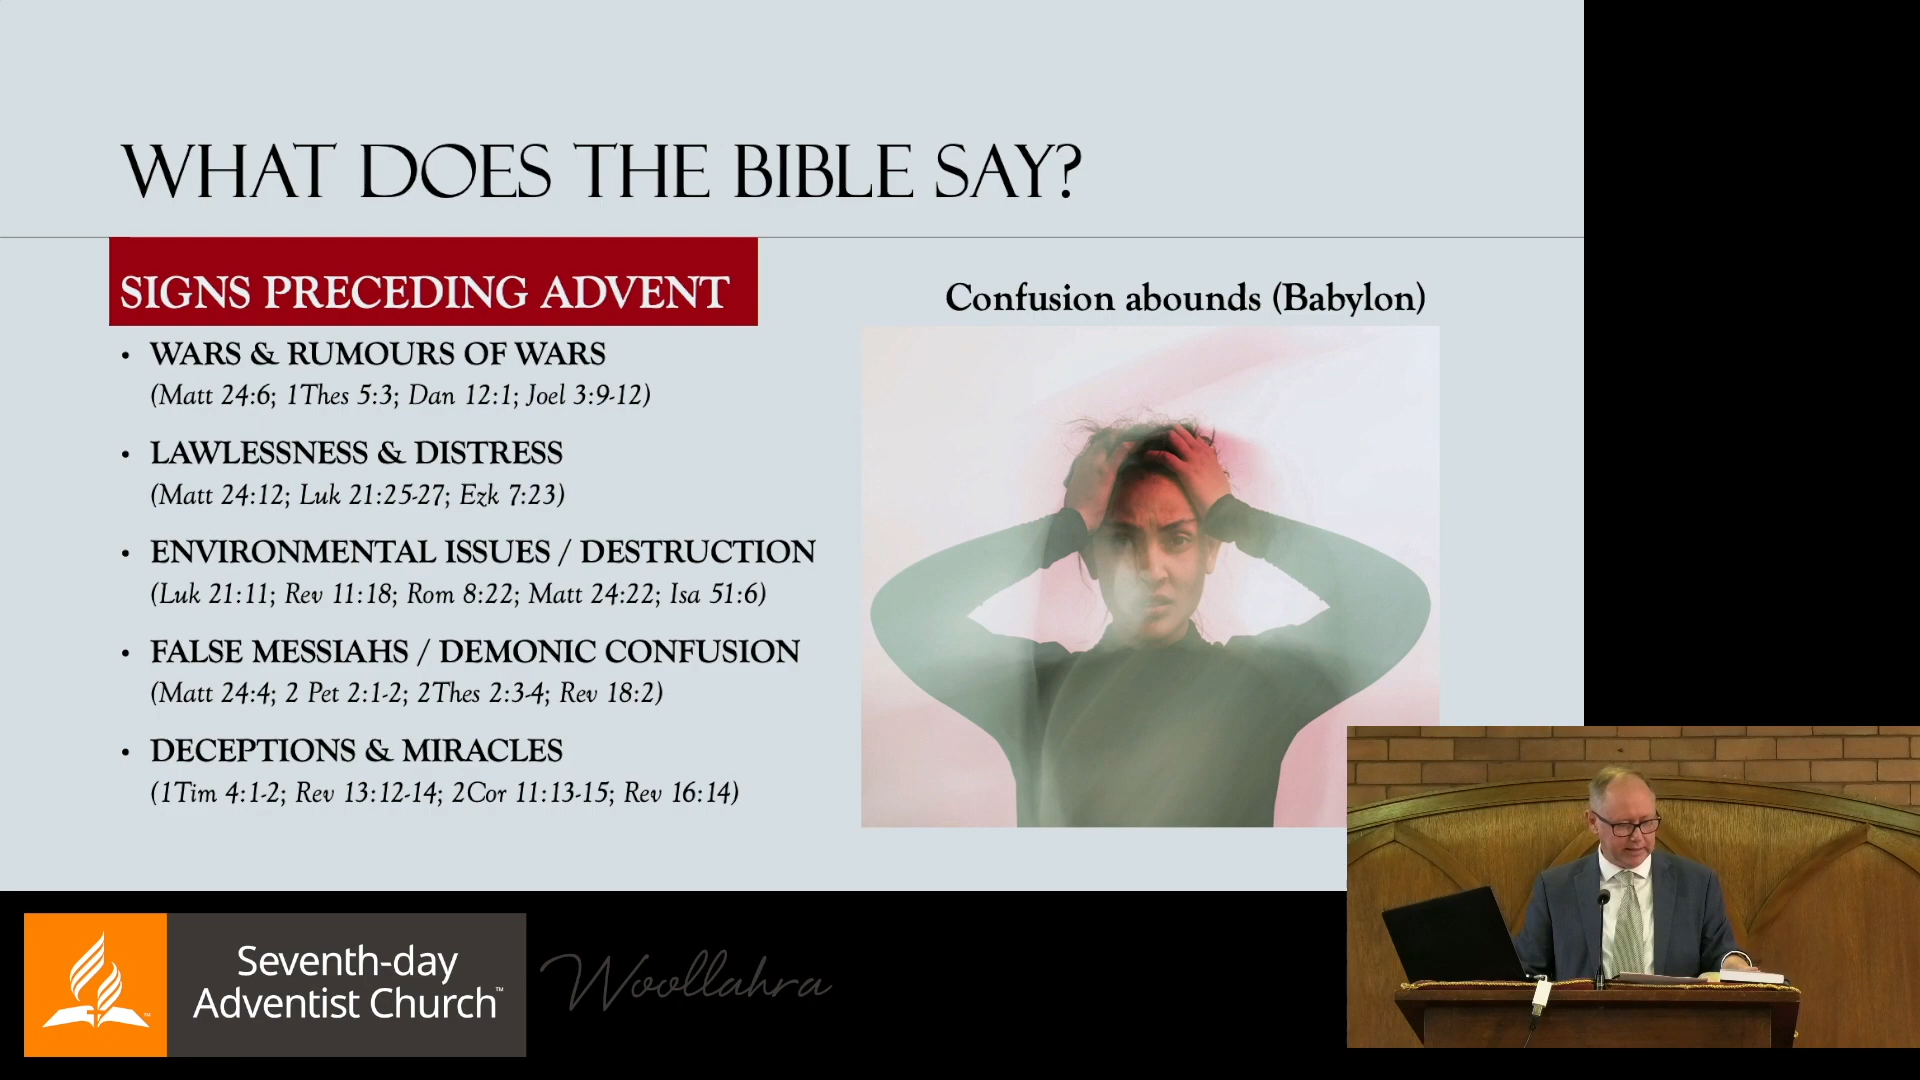 WHAT DOES THE BIBLE SAY?
SIGNS PRECEDING ADVENT
• WARS & RUMOURS OF WARS
(Matt 24:6; 1Thes 5:3; Dan 12:1; Joel 3:9-12)
• LAWLESSNESS & DISTRESS
(Matt 24:12; Luk 21:25-27; Ezk 7:23)
• ENVIRONMENTAL ISSUES / DESTRUCTION
(Luk 21:11; Rev 11:18; Rom 8:22; Matt 24:22; Isa 51:6)
• FALSE MESSIAHS / DEMONIC CONFUSION
(Matt 24:4; 2 Pet 2:1-2; 2Thes 2:3-4; Rev 18:2)
• DECEPTIONS & MIRACLES
(1Tim 4:1-2; Rev 13:12-14; 2Cor 11:13-15; Rev 16:14)
Confusion abounds (Babylon)
Seventh-day
Adventist Church™
Woollahra